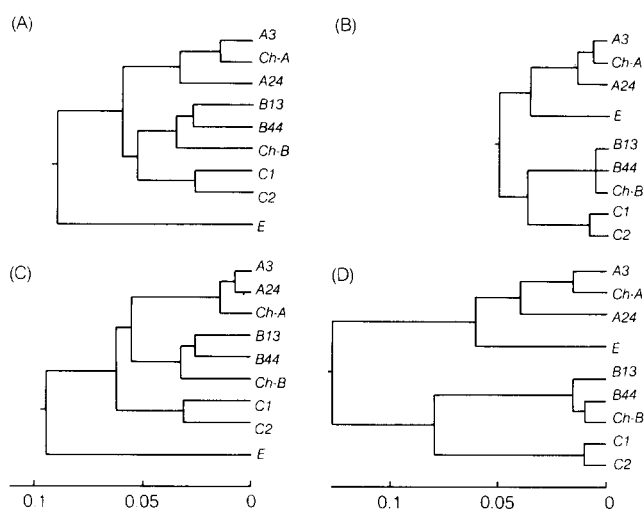 (A)
A3
Ch-A
A24
B13
B44
Ch-B
C1
C2
E
(B)
A3
Ch-A
A24
E
B13
B44
Ch-B
C1
C2
(C)
A3
A24
Ch-A
B13
B44
Ch-B
C1
C2
E
0.1 0.05 0
(D)
A3
Ch-A
A24
E
B13
B44
Ch-B
C1
C2
0.1 0.05 0